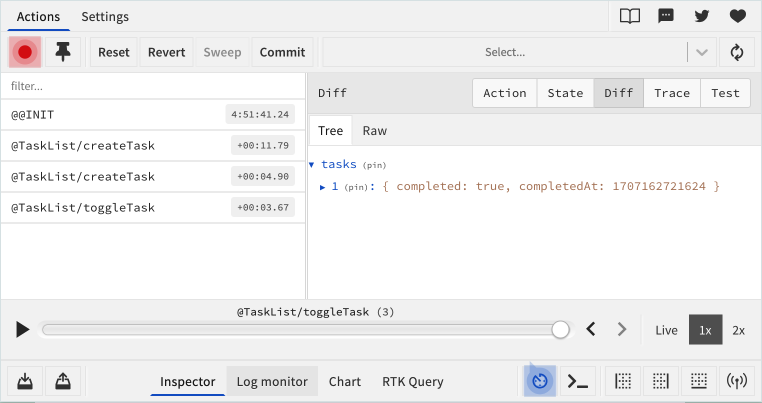 Actions Settings
Reset Revert Sweep Commit Select...
filter... Diff Action State Diff Trace Test
@@INIT 4:51:41.24
@TaskList/createTask +00:11.79
@TaskList/createTask +00:04.90
@TaskList/toggleTask +00:03.67
Tree Raw
tasks (pin)
1 (pin): { completed: true, completedAt: 1707162721624 }
@TaskList/toggleTask (3)
Live 1x 2x
Inspector Log monitor Chart RTK Query